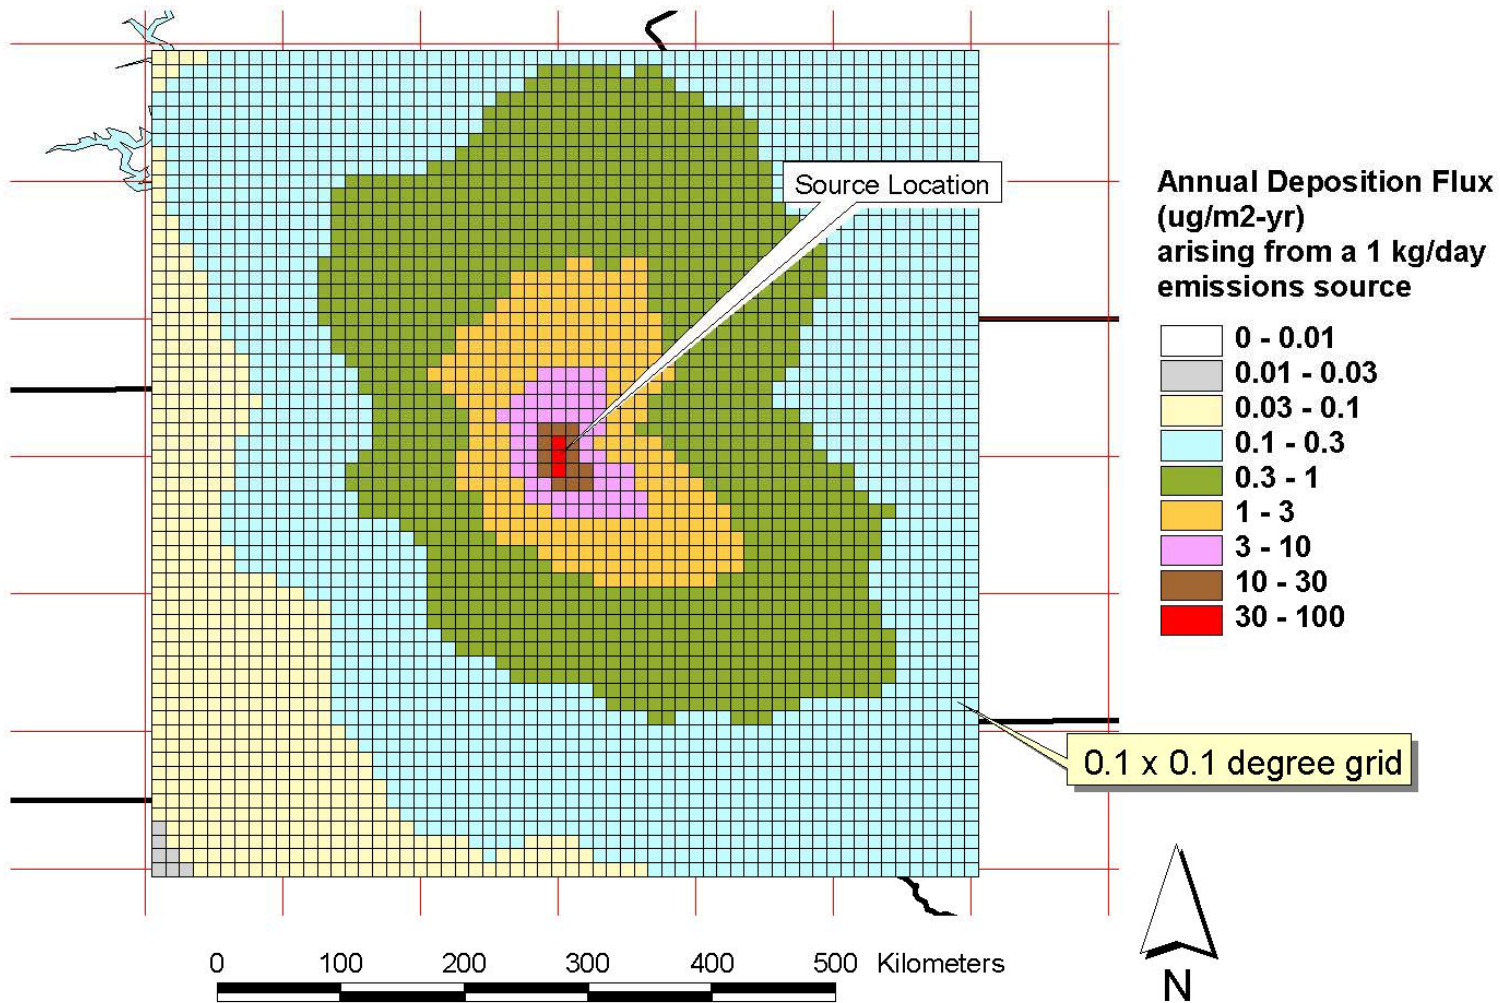 Source Location
Annual Deposition Flux
(ug/m2-yr)
arising from a 1 kg/day
emissions source
0 - 0.01
0.01 - 0.03
0.03 - 0.1
0.1 - 0.3
0.3 - 1
1 - 3
3 - 10
10 - 30
30 - 100
0.1 x 0.1 degree grid
0 100 200 300 400 500 Kilometers
N